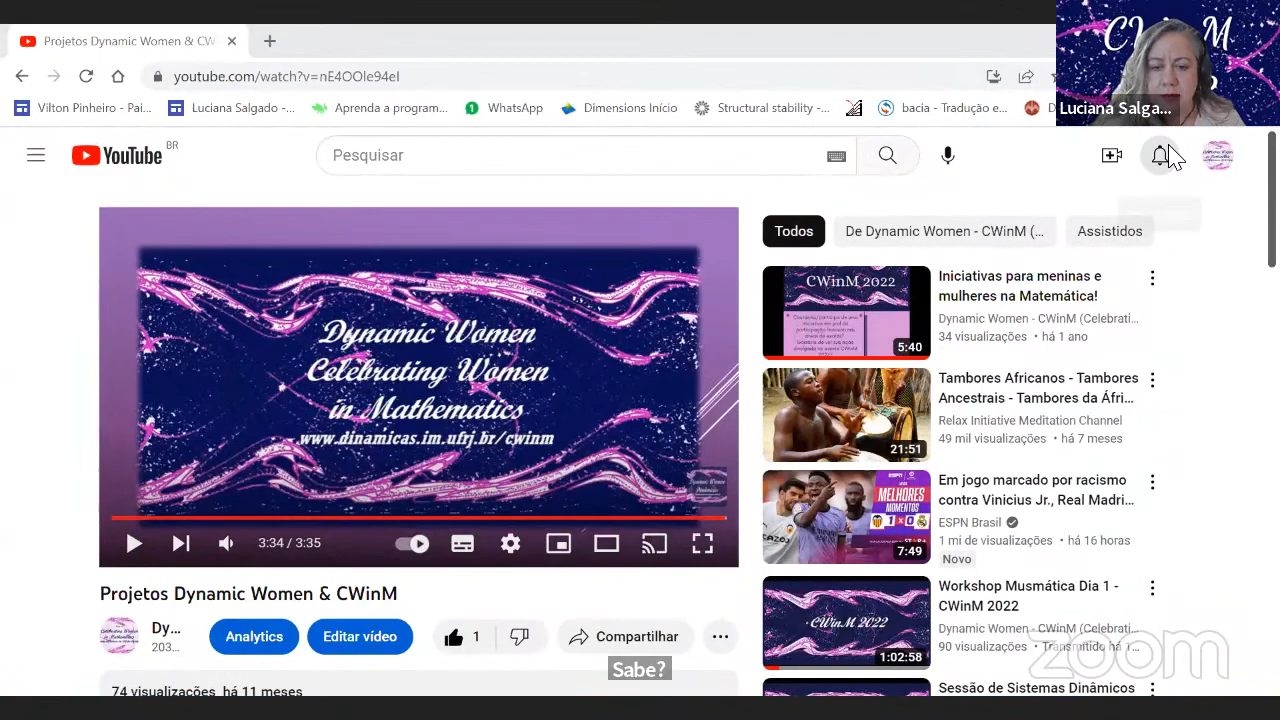 Projetos Dynamic Women & CW
youtube.com/watch?v=nE4OOle94eI
Vilton Pinheiro - Pai...
Luciana Salgado -...
Aprenda a program...
WhatsApp
Dimensions Início
Structural stability -...
bacia - Tradução e...
Luciana Salga...
YouTube
BR
Pesquisar
Dynamic Women
Celebrating Women
in Mathematics
www.dinamicas.im.ufrj.br/cwinm
3:34 / 3:35
Projetos Dynamic Women & CWinM
Dy...
203...
Analytics
Editar vídeo
1
Compartilhar
Sabe?
74 visualizações há 11 meses
Todos
De Dynamic Women - CWinM (...
Assistidos
CWinM 2022
5:40
Iniciativas para meninas e
mulheres na Matemática!
Dynamic Women - CWinM (Celebrati...
34 visualizações • há 1 ano
21:51
Tambores Africanos - Tambores
Ancestrais - Tambores da Áfri...
Relax Initiative Meditation Channel
49 mil visualizações • há 7 meses
MELHORES
MOMENTOS
1 x 0
7:49
Em jogo marcado por racismo
contra Vinicius Jr., Real Madri...
ESPN Brasil
1 mi de visualizações • há 16 horas
Novo
CWinM 2022
1:02:58
Workshop Musmática Dia 1 -
CWinM 2022
Dynamic Women - CWinM (Celebrati...
90 visualizações • Transmitido há 1...
Sessão de Sistemas Dinâmicos
zoom